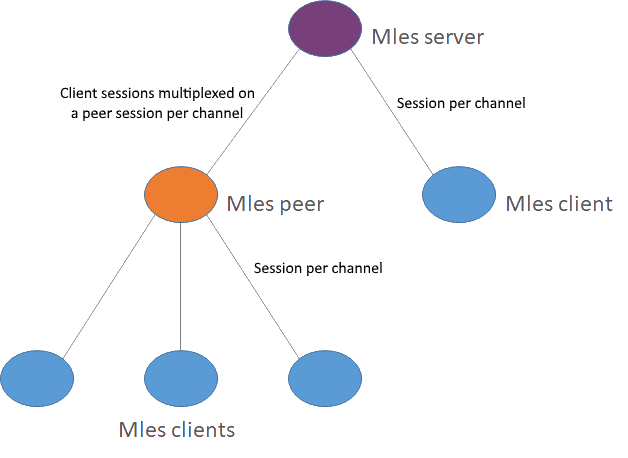 Mles server
Client sessions multiplexed on
a peer session per channel
Session per channel
Mles peer
Mles client
Session per channel
Mles clients